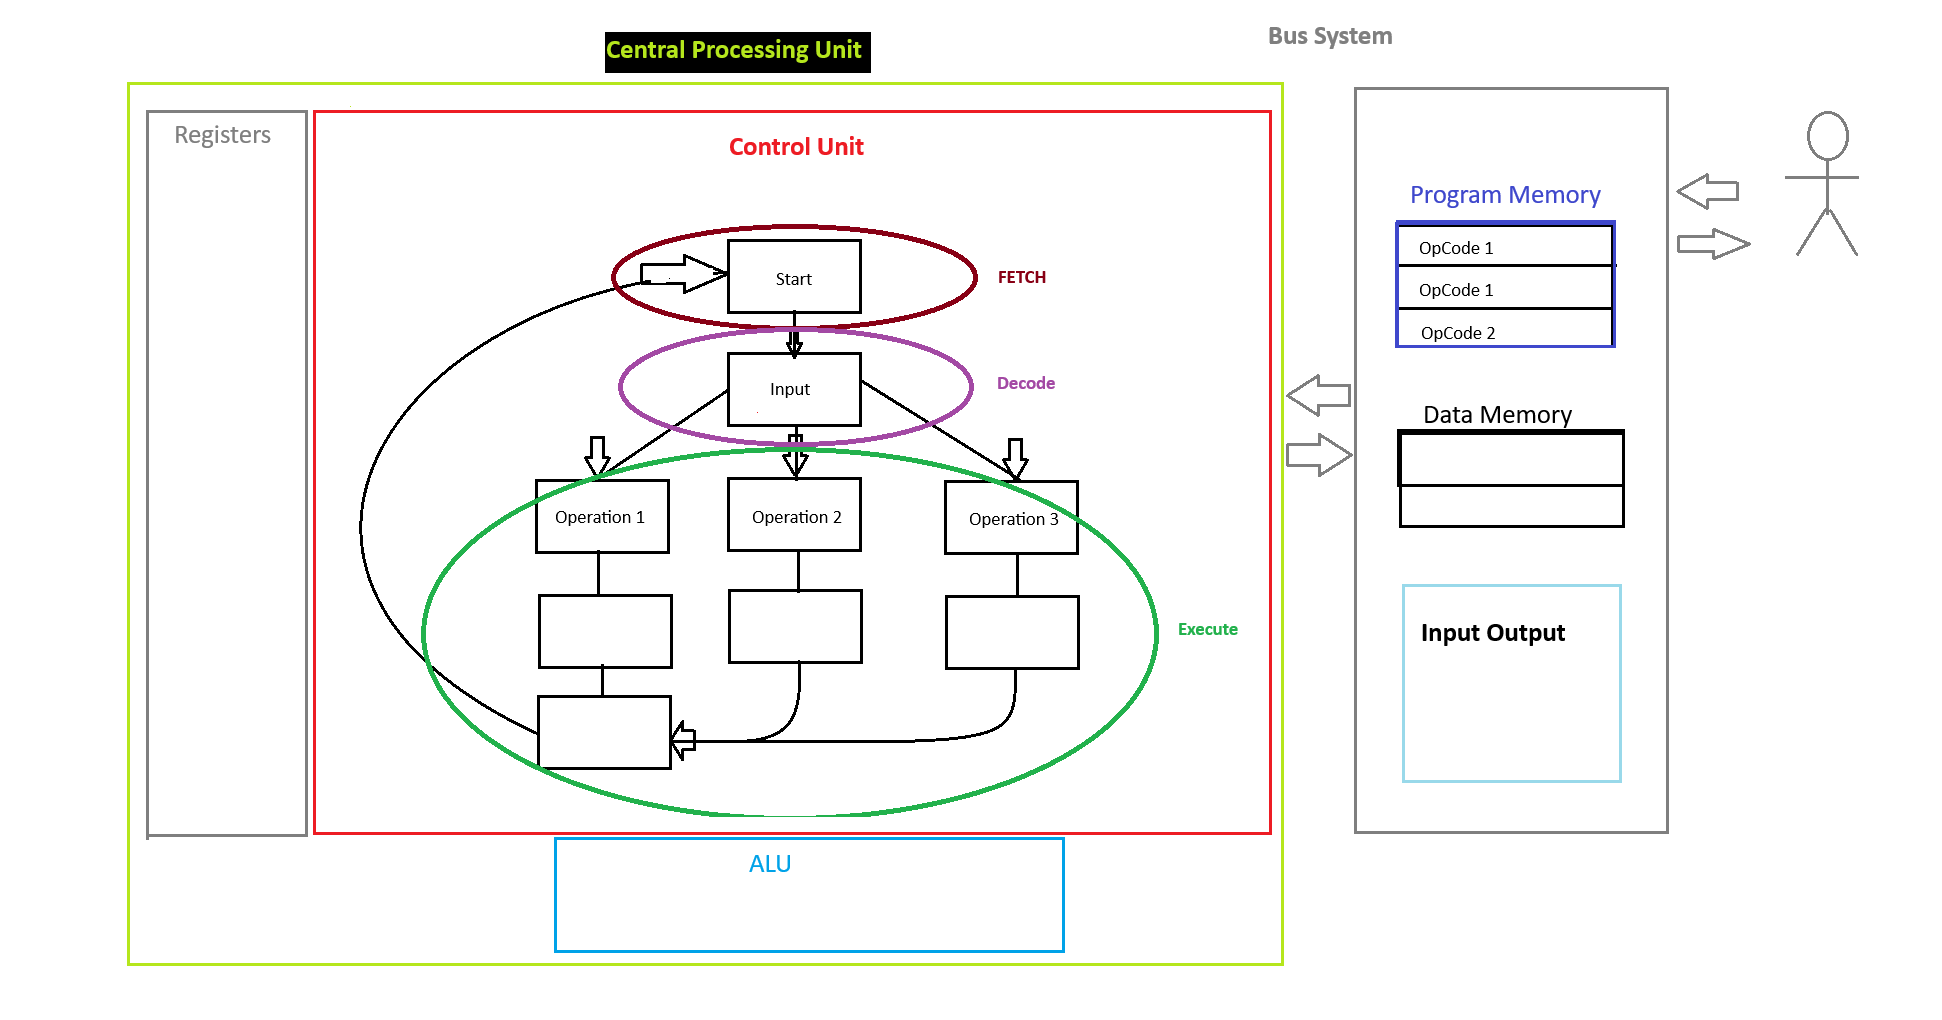 Central Processing Unit
Bus System
Registers
Control Unit
Start
FETCH
Input
Decode
Operation 1
Operation 2
Operation 3
Execute
ALU
Program Memory
OpCode 1
OpCode 1
OpCode 2
Data Memory
Input Output